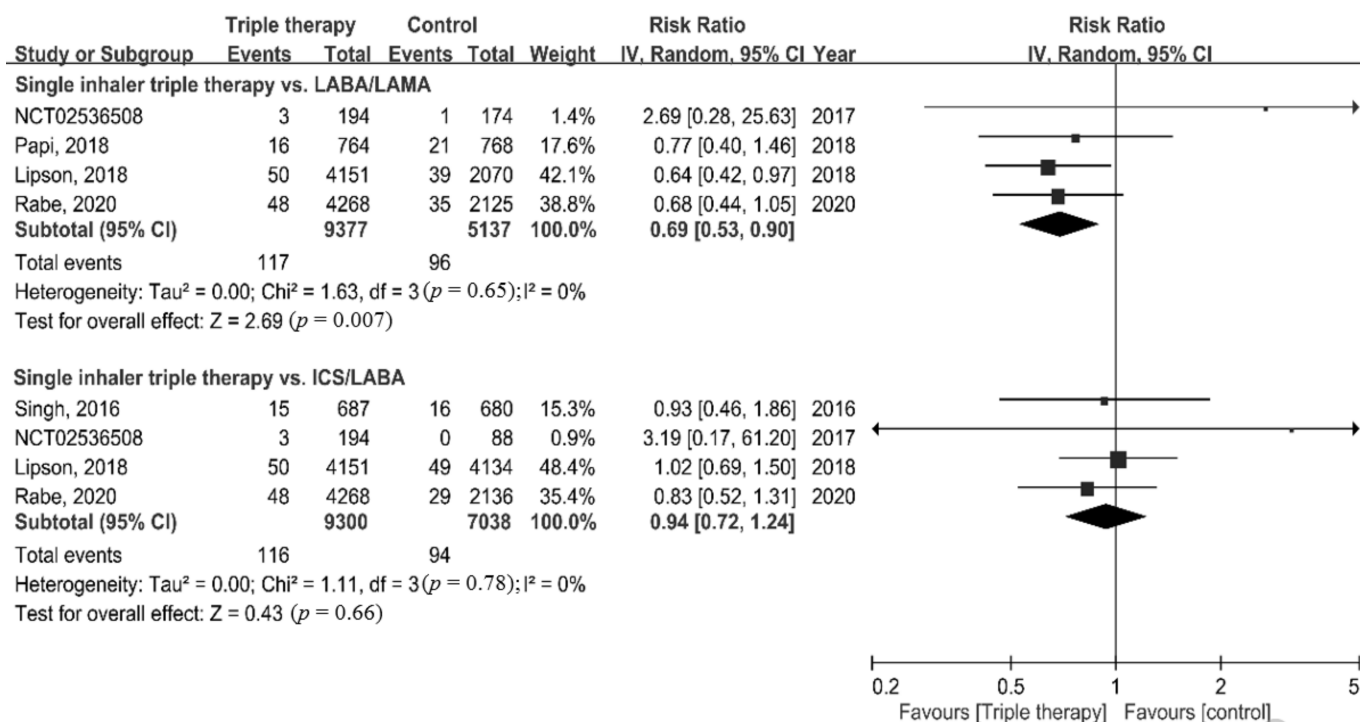 Triple therapy Control Risk Ratio Risk Ratio
Study or Subgroup Events Total Events Total Weight IV, Random, 95% CI Year IV, Random, 95% CI
Single inhaler triple therapy vs. LABA/LAMA
NCT02536508 3 194 1 174 1.4% 2.69 [0.28, 25.63] 2017
Papi, 2018 16 764 21 768 17.6% 0.77 [0.40, 1.46] 2018
Lipson, 2018 50 4151 39 2070 42.1% 0.64 [0.42, 0.97] 2018
Rabe, 2020 48 4268 35 2125 38.8% 0.68 [0.44, 1.05] 2020
Subtotal (95% CI) 9377 5137 100.0% 0.69 [0.53, 0.90]
Total events 117 96
Heterogeneity: Tau² = 0.00; Chi² = 1.63, df = 3 (p = 0.65); I² = 0%
Test for overall effect: Z = 2.69 (p = 0.007)
Single inhaler triple therapy vs. ICS/LABA
Singh, 2016 15 687 16 680 15.3% 0.93 [0.46, 1.86] 2016
NCT02536508 3 194 0 88 0.9% 3.19 [0.17, 61.20] 2017
Lipson, 2018 50 4151 49 4134 48.4% 1.02 [0.69, 1.50] 2018
Rabe, 2020 48 4268 29 2136 35.4% 0.83 [0.52, 1.31] 2020
Subtotal (95% CI) 9300 7038 100.0% 0.94 [0.72, 1.24]
Total events 116 94
Heterogeneity: Tau² = 0.00; Chi² = 1.11, df = 3 (p = 0.78); I² = 0%
Test for overall effect: Z = 0.43 (p = 0.66)
0.2 0.5 1 2 5
Favours [Triple therapy] Favours [control]